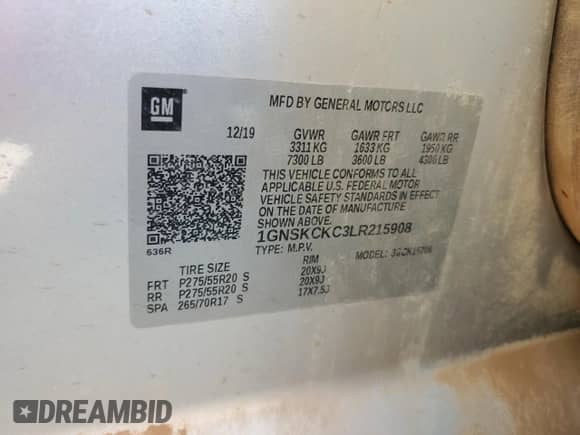 GM
MFD BY GENERAL MOTORS LLC
12/19 GVWR GAWR FRT GAWR RR
3311 KG 1633 KG 1950 KG
7300 LB 3600 LB 4300 LB
THIS VEHICLE CONFORMS TO ALL
APPLICABLE U.S. FEDERAL MOTOR
VEHICLE SAFETY STANDARDS IN EFFECT
ON THE DATE OF MANUFACTURE
SHOWN ABOVE.
636R
1GNSKCKC3LR215908
TYPE: M.P.V. MODEL:
TIRE SIZE RIM
FRT P275/55R20 S 20X9J
RR P275/55R20 S 20X9J
SPA 265/70R17 S 17X7.5J
DREAMBID